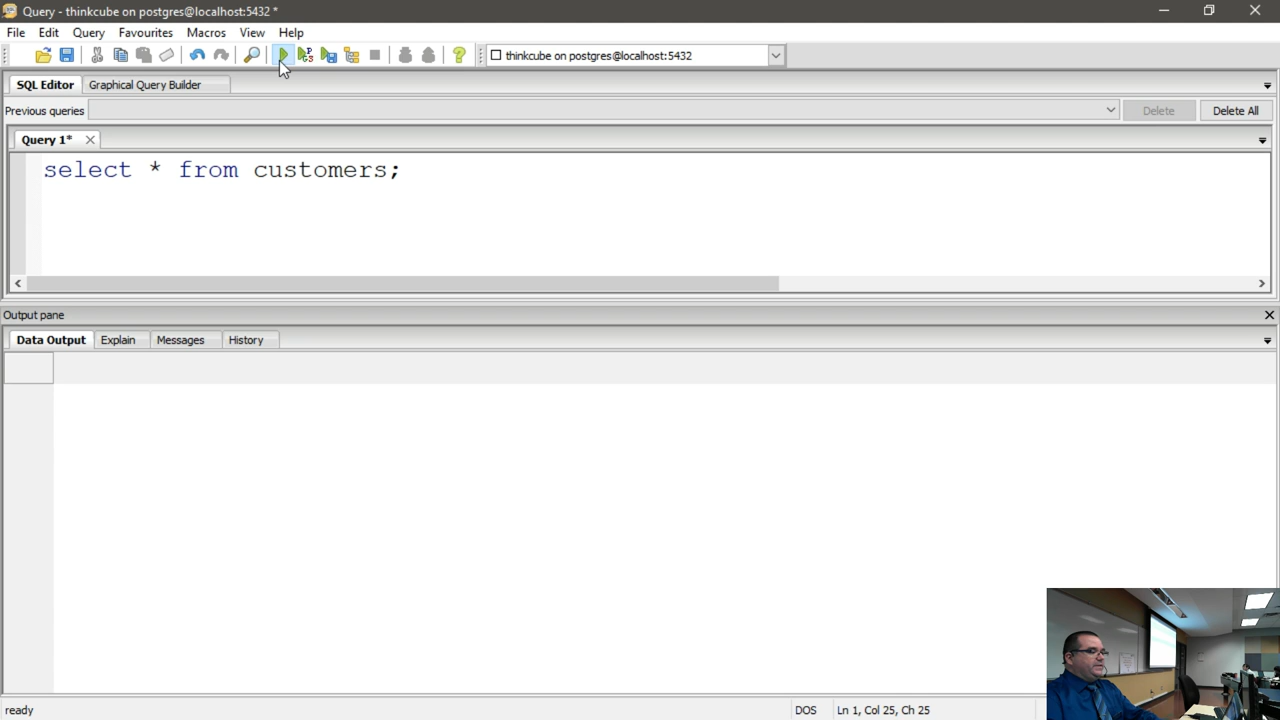 Query - thinkcube on postgres@localhost:5432 *
File Edit Query Favourites Macros View Help
thinkcube on postgres@localhost:5432
SQL Editor Graphical Query Builder
Previous queries Delete Delete All
Query 1*
select * from customers;
Output pane
Data Output Explain Messages History
ready DOS Ln 1, Col 25, Ch 25